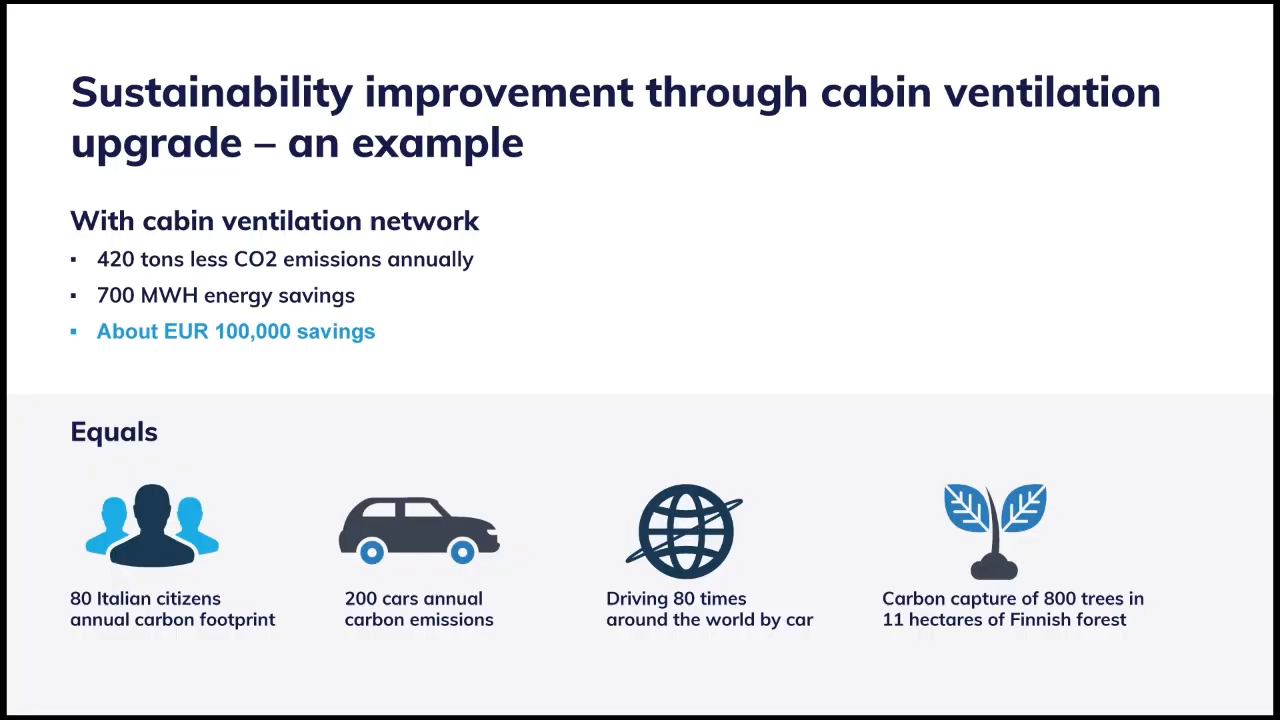 Sustainability improvement through cabin ventilation
upgrade – an example
With cabin ventilation network
▪ 420 tons less CO2 emissions annually
▪ 700 MWH energy savings
▪ About EUR 100,000 savings
Equals
80 Italian citizens
annual carbon footprint
200 cars annual
carbon emissions
Driving 80 times
around the world by car
Carbon capture of 800 trees in
11 hectares of Finnish forest